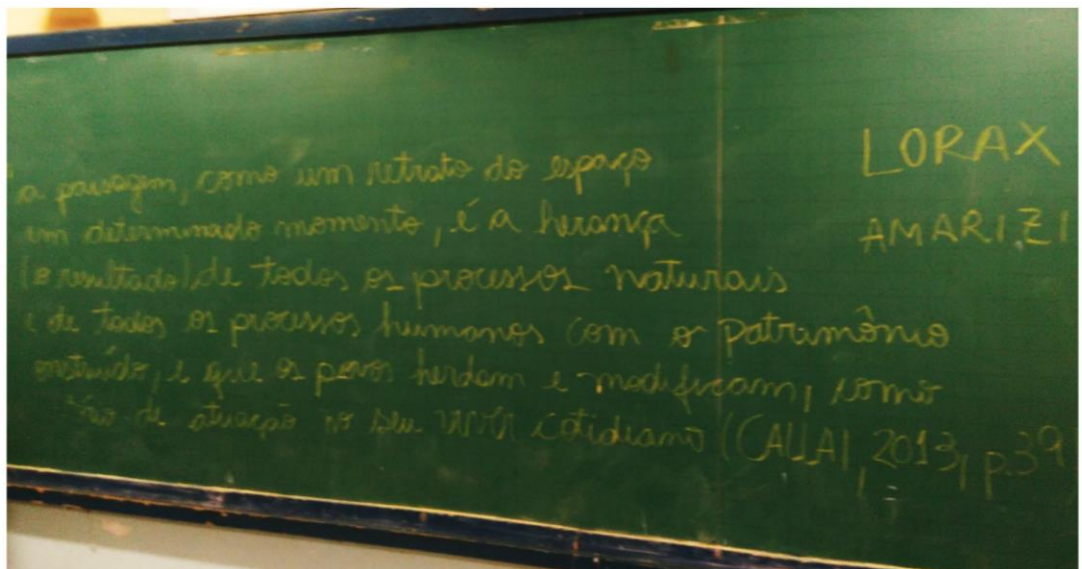 "a paisagem, como um retrato do espaço
em determinado momento, é a herança
(o resultado) de todos os processos naturais
e de todos os processos humanos com o patrimônio
construído, e que os povos herdam e modificam, como
de atuação no seu viver cotidiano (CALLAI, 2013, p.39
LORAX
AMARIZI